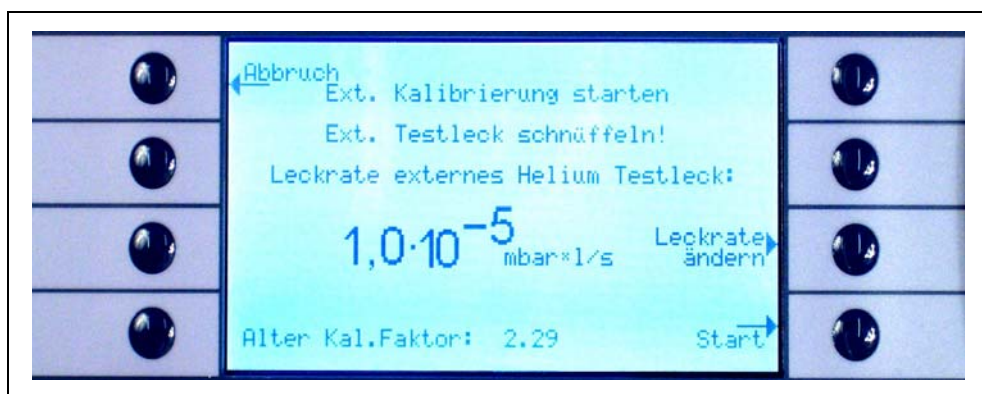 Abbruch
Ext. Kalibrierung starten
Ext. Testleck schnüffeln!
Leckrate externes Helium Testleck:
1,0·10⁻⁵ mbar*l/s
Leckrate
ändern
Alter Kal.Faktor: 2.29 Start